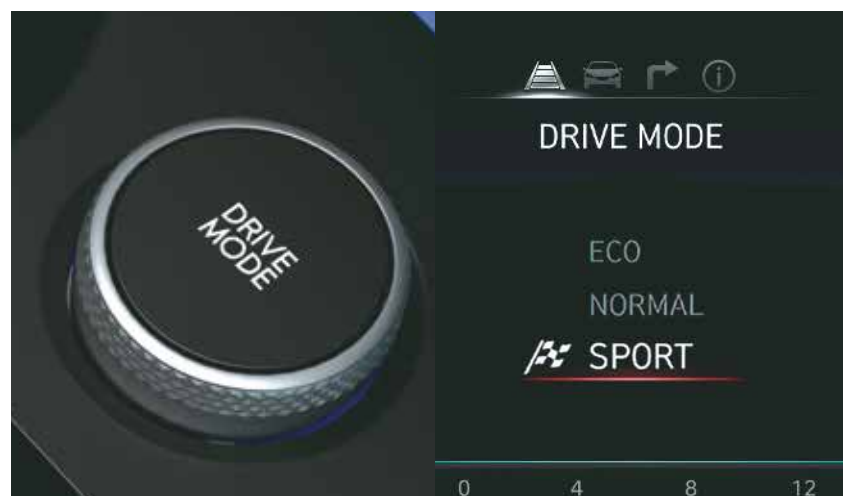 DRIVE
MODE
DRIVE MODE
ECO
NORMAL
SPORT
0 4 8 12